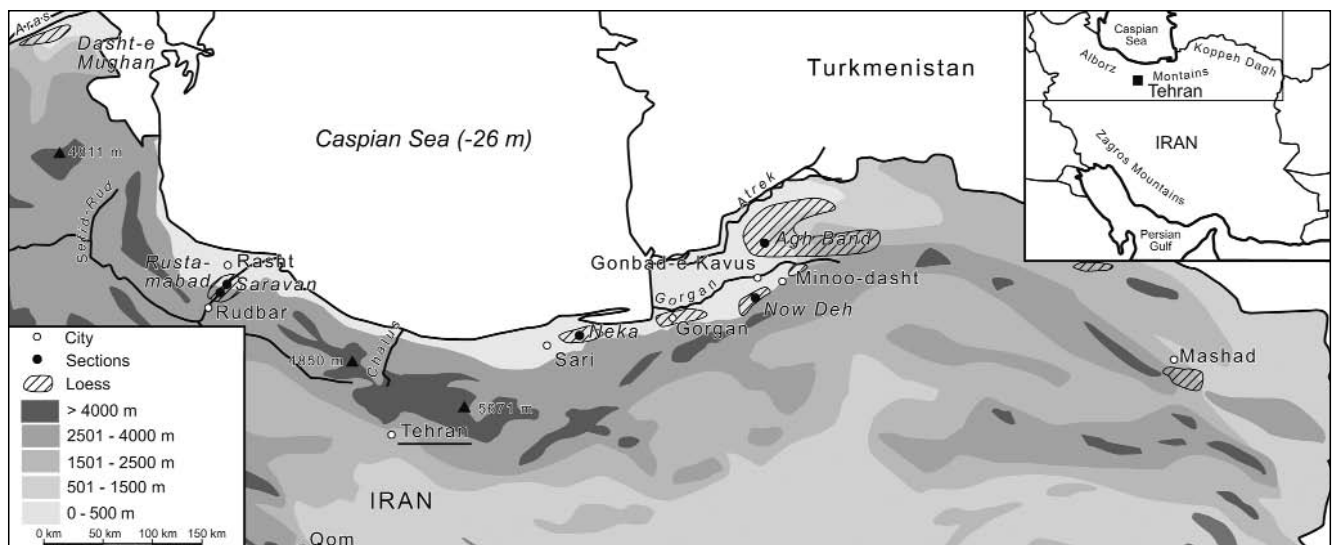 Aras
Dasht-e
Mughan
Turkmenistan
Caspian Sea (-26 m)
4811 m
Sefid-Rud
Atrek
Agh Band
Rusta-
mabad
Rasht
Saravan
Rudbar
Gonbad-e-Kavus
Minoo-dasht
Gorgan
Now Deh
Gorgan
Neka
Sari
Chalus
Mashad
Tehran
IRAN
Qom
Caspian
Sea
Alborz
Koppeh Dagh
Montains
Tehran
IRAN
Zagros Mountains
Persian
Gulf
City
Sections
Loess
> 4000 m
2501 - 4000 m
1501 - 2500 m
501 - 1500 m
0 - 500 m
0 km 50 km 100 km 150 km